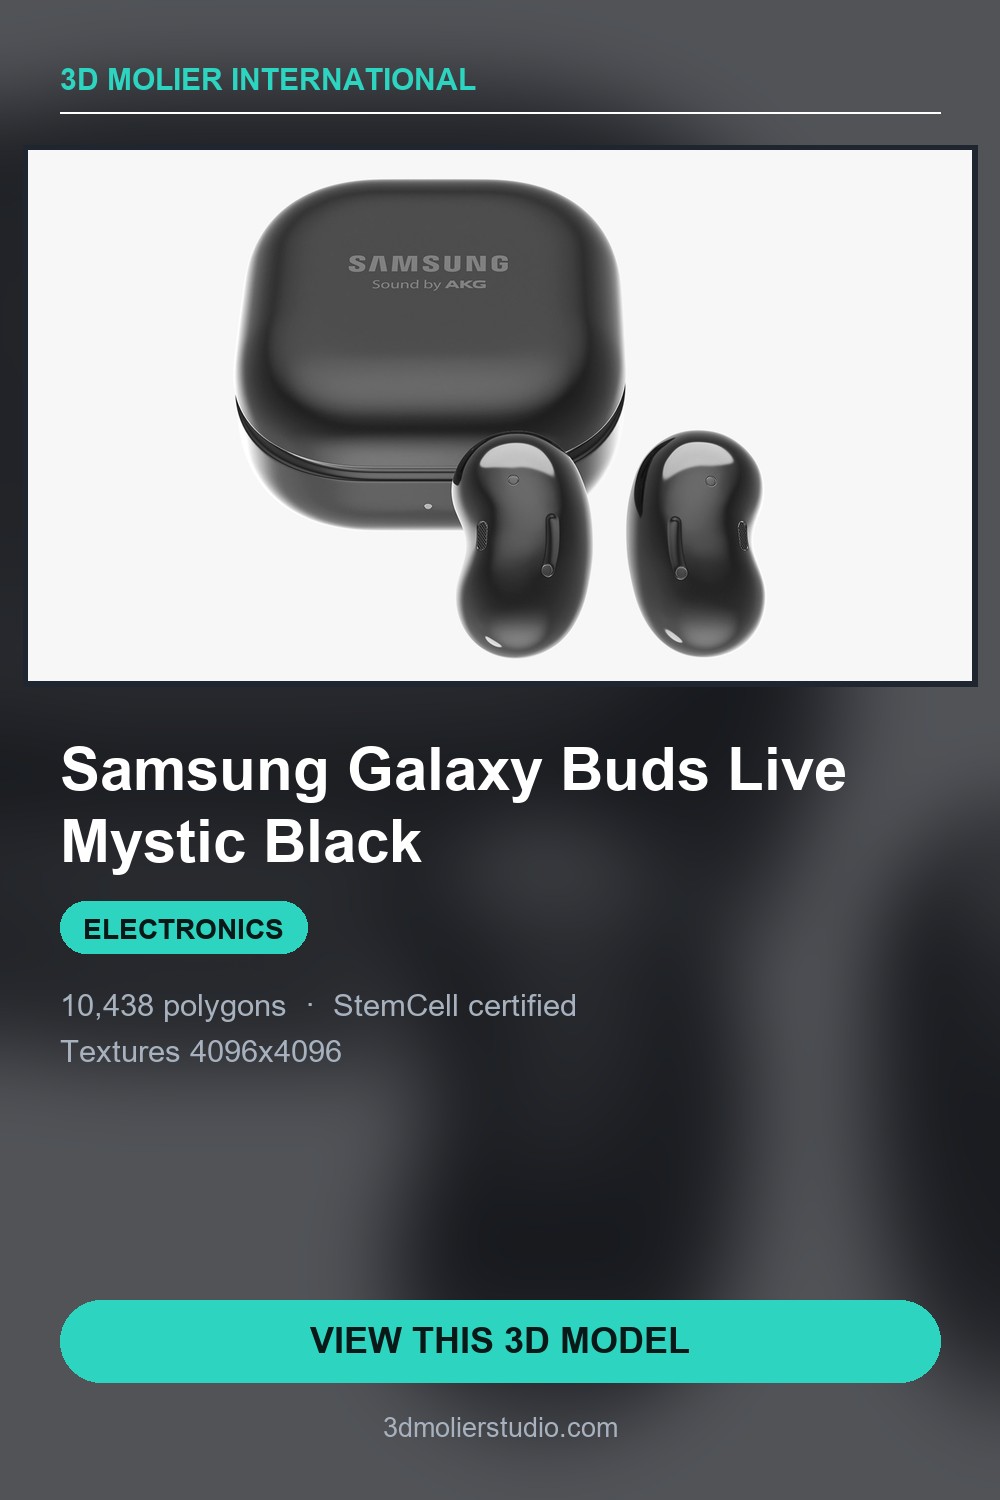 3D MOLIER INTERNATIONAL
SAMSUNG
Sound by AKG
Samsung Galaxy Buds Live
Mystic Black
ELECTRONICS
10,438 polygons · StemCell certified
Textures 4096x4096
VIEW THIS 3D MODEL
3dmolierstudio.com